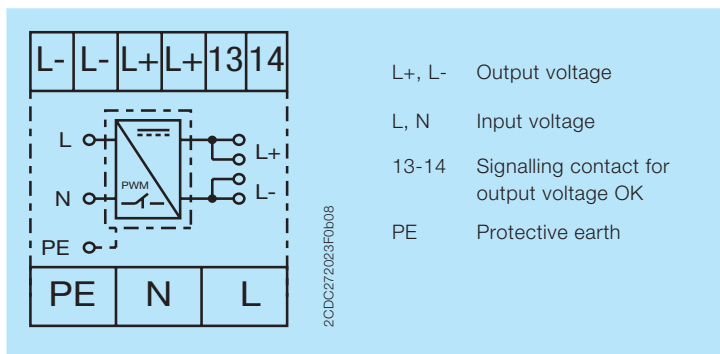 L- L- L+ L+ 13 14
L
L+
PWM
N
L-
PE
PE N L
2CDC272023F0b08
L+, L- Output voltage
L, N Input voltage
13-14 Signalling contact for
output voltage OK
PE Protective earth